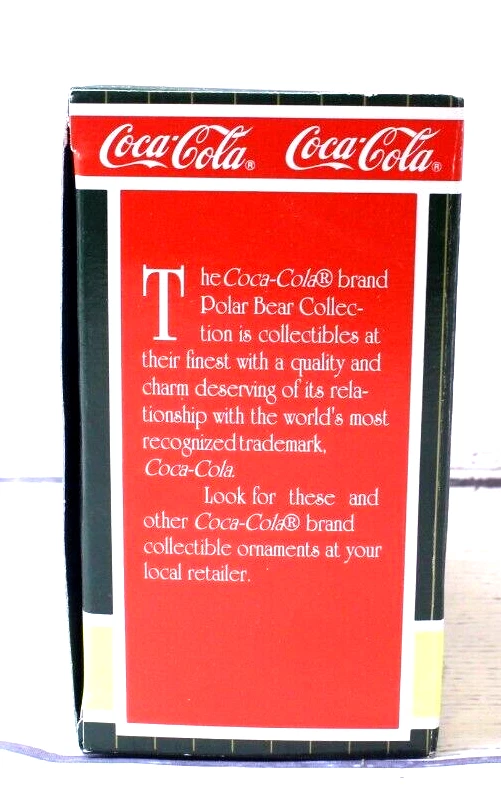 Coca-Cola® Coca-Cola®
The Coca-Cola® brand
Polar Bear Collec-
tion is collectibles at
their finest with a quality and
charm deserving of its rela-
tionship with the world's most
recognized trademark,
Coca-Cola.
Look for these and
other Coca-Cola® brand
collectible ornaments at your
local retailer.